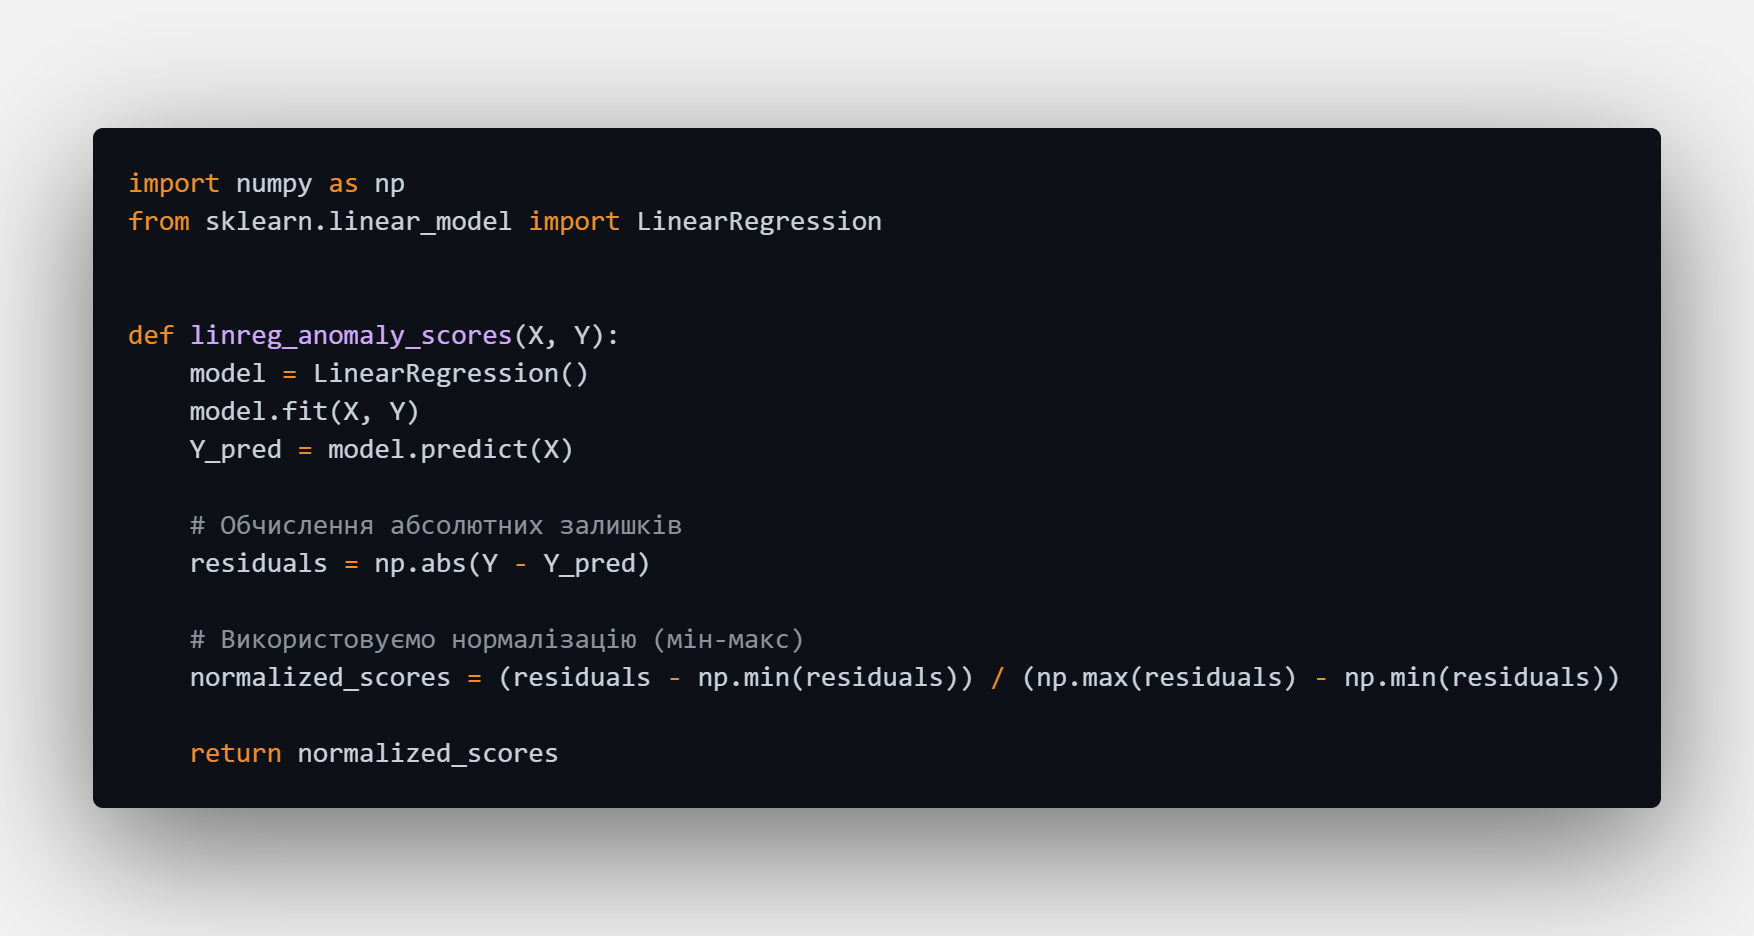 import numpy as np
from sklearn.linear_model import LinearRegression
def linreg_anomaly_scores(X, Y):
    model = LinearRegression()
    model.fit(X, Y)
    Y_pred = model.predict(X)
    # Обчислення абсолютних залишків
    residuals = np.abs(Y - Y_pred)
    # Використовуємо нормалізацію (мін-макс)
    normalized_scores = (residuals - np.min(residuals)) / (np.max(residuals) - np.min(residuals))
    return normalized_scores